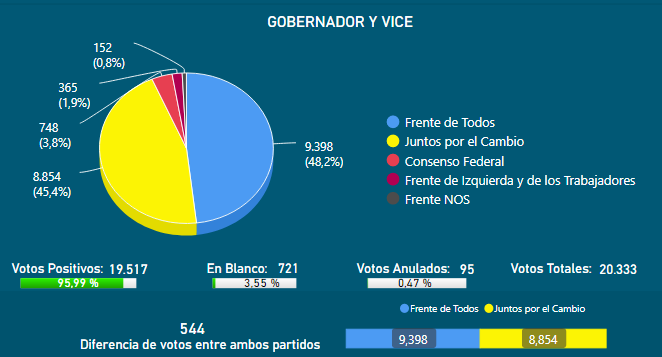 GOBERNADOR Y VICE
152
(0,8%)
365
(1,9%)
748
(3,8%)
8.854
(45,4%)
9.398
(48,2%)
Frente de Todos
Juntos por el Cambio
Consenso Federal
Frente de Izquierda y de los Trabajadores
Frente NOS
Votos Positivos: 19.517
95,99 %
En Blanco: 721
3.55 %
Votos Anulados: 95
0.47 %
Votos Totales: 20.333
Frente de Todos Juntos por el Cambio
544
Diferencia de votos entre ambos partidos
9,398 8,854